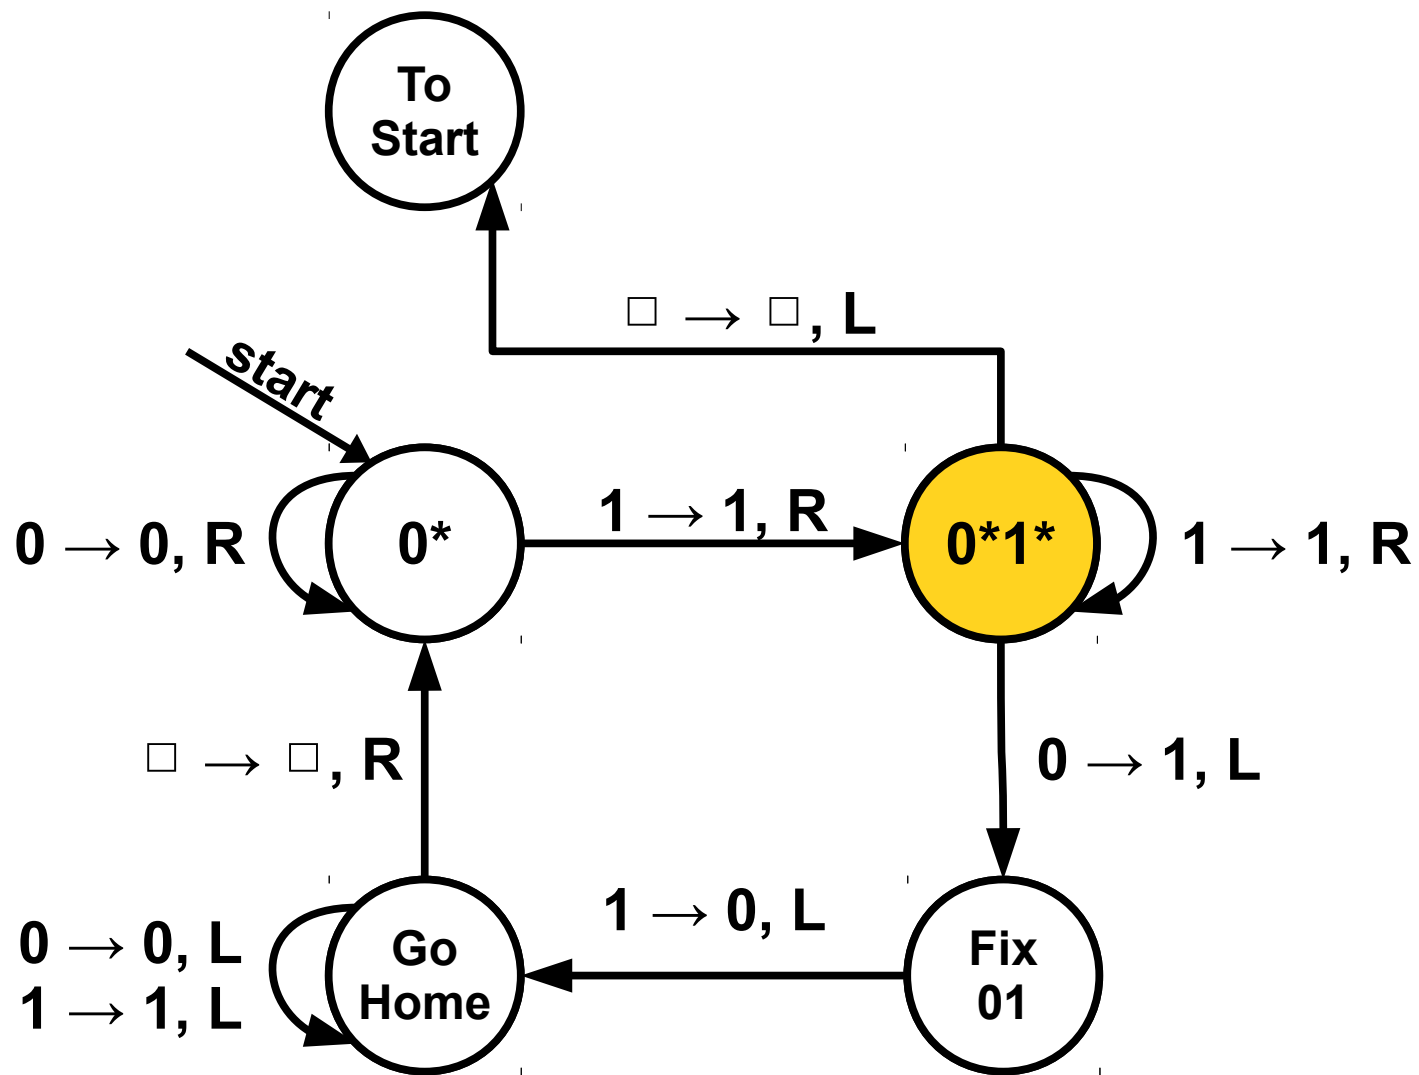 To
Start
□ → □, L
start
0 → 0, R
0*
1 → 1, R
0*1*
1 → 1, R
□ → □, R
0 → 1, L
0 → 0, L
1 → 1, L
Go
Home
1 → 0, L
Fix
01